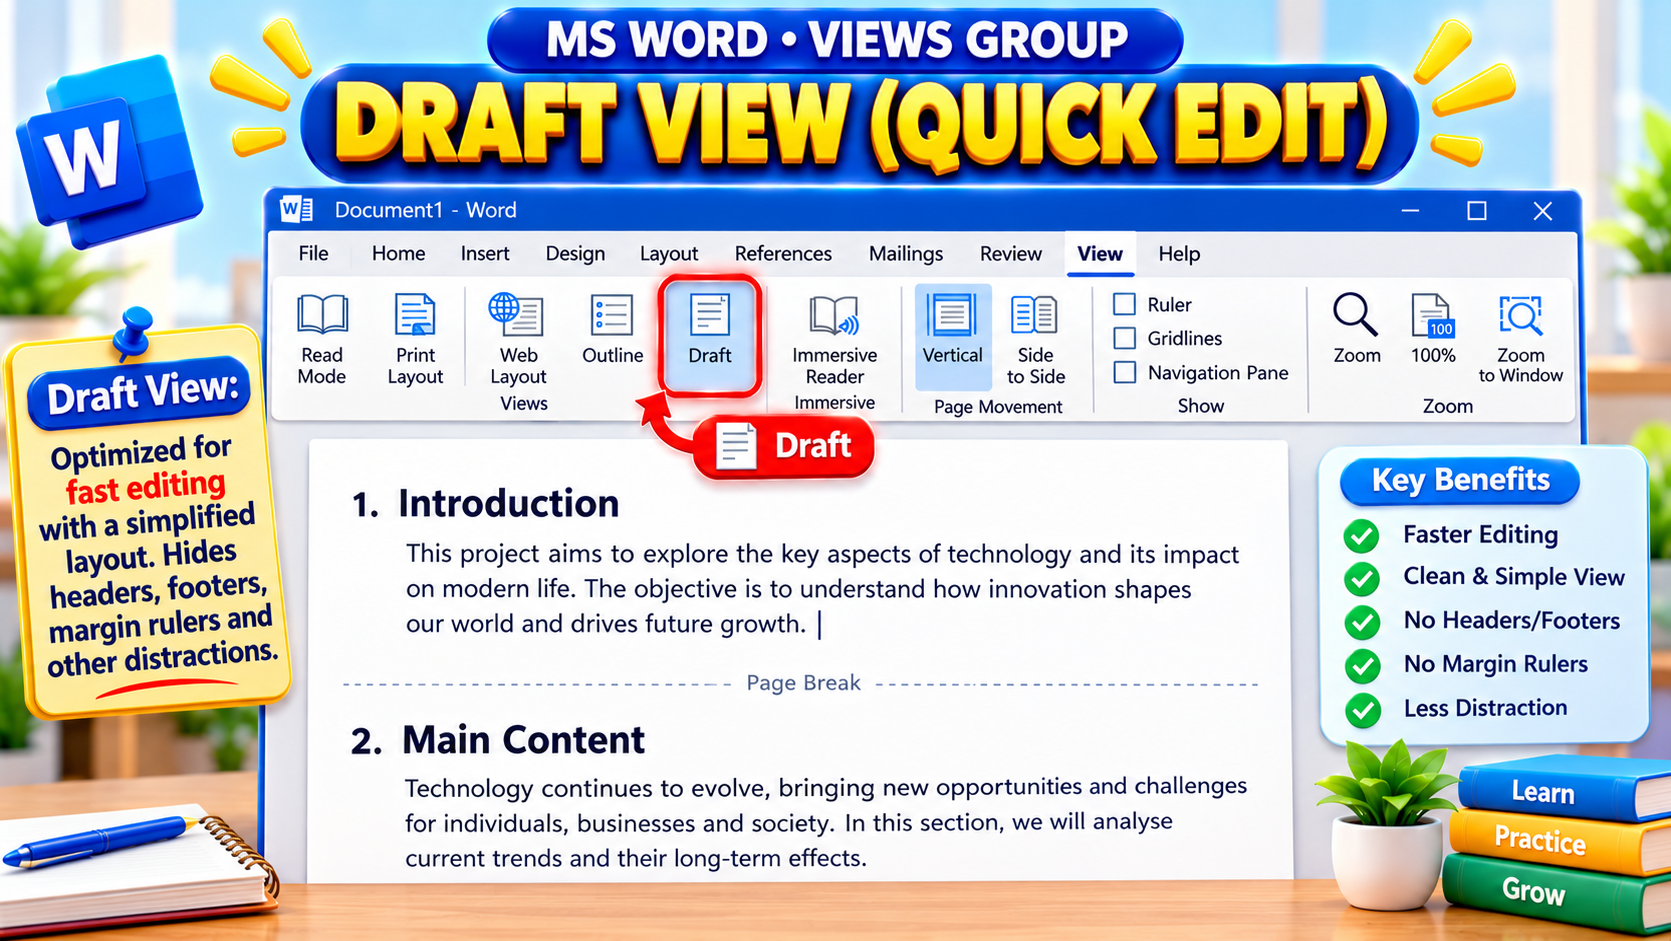 MS WORD • VIEWS GROUP
DRAFT VIEW (QUICK EDIT)
W
W
Document1 - Word
File Home Insert Design Layout References Mailings Review View Help
Read Mode
Print Layout
Web Layout
Outline
Draft
Views
Immersive Reader
Immersive
Vertical
Side to Side
Page Movement
Ruler
Gridlines
Navigation Pane
Show
Zoom
100
100%
Zoom to Window
Zoom
Draft
Draft View:
Optimized for
fast editing
with a simplified
layout. Hides
headers, footers,
margin rulers and
other distractions.
1. Introduction
This project aims to explore the key aspects of technology and its impact
on modern life. The objective is to understand how innovation shapes
our world and drives future growth.
Page Break
2. Main Content
Technology continues to evolve, bringing new opportunities and challenges
for individuals, businesses and society. In this section, we will analyse
current trends and their long-term effects.
Key Benefits
Faster Editing
Clean & Simple View
No Headers/Footers
No Margin Rulers
Less Distraction
Learn
Practice
Grow